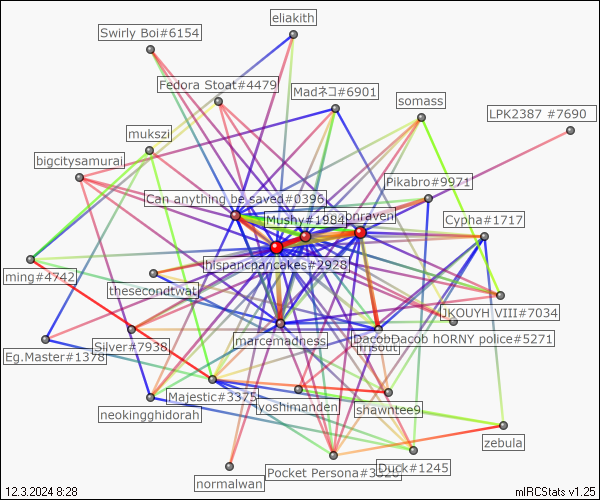 eliakith
Swirly Boi#6154
Fedora Stoat#4479
Madネコ#6901
somass
LPK2387 #7690
mukszi
bigcitysamurai
Pikabro#9971
Can anything be saved#0396
Mushy#1984
onraven
Cypha#1717
hispancpancakes#2928
ming#4742
thesecondtwat
JKOUYH VIII#7034
marcemadness
DacobDacob hORNY police#5271
Silver#7938
Eg.Master#1378
Majestic#3375
yoshimanden
shawntee9
neokingghidorah
zebula
Duck#1245
Pocket Persona#3
normalwan
12.3.2024 8:28
mIRCStats v1.25